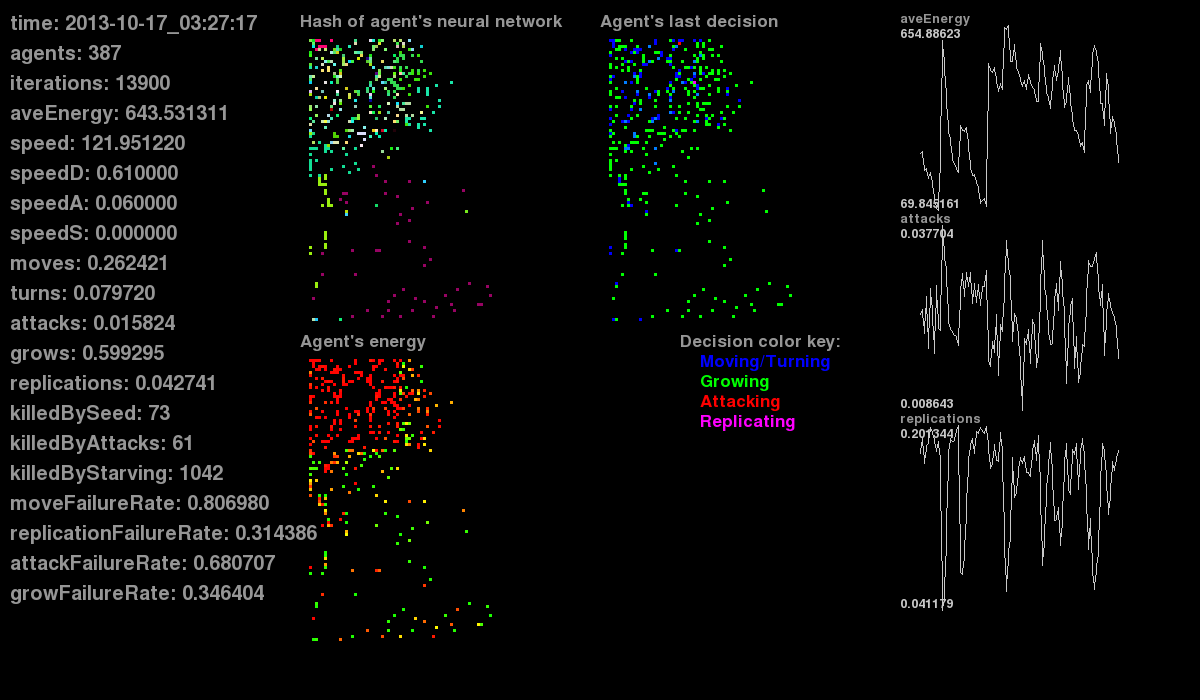 time: 2013-10-17_03:27:17
agents: 387
iterations: 13900
aveEnergy: 643.531311
speed: 121.951220
speedD: 0.610000
speedA: 0.060000
speedS: 0.000000
moves: 0.262421
turns: 0.079720
attacks: 0.015824
grows: 0.599295
replications: 0.042741
killedBySeed: 73
killedByAttacks: 61
killedByStarving: 1042
moveFailureRate: 0.806980
replicationFailureRate: 0.314386
attackFailureRate: 0.680707
growFailureRate: 0.346404
Hash of agent's neural network
Agent's last decision
Agent's energy
Decision color key:
Moving/Turning
Growing
Attacking
Replicating
aveEnergy
654.88623
69.845161
attacks
0.037704
0.008643
replications
0.201344
0.041179